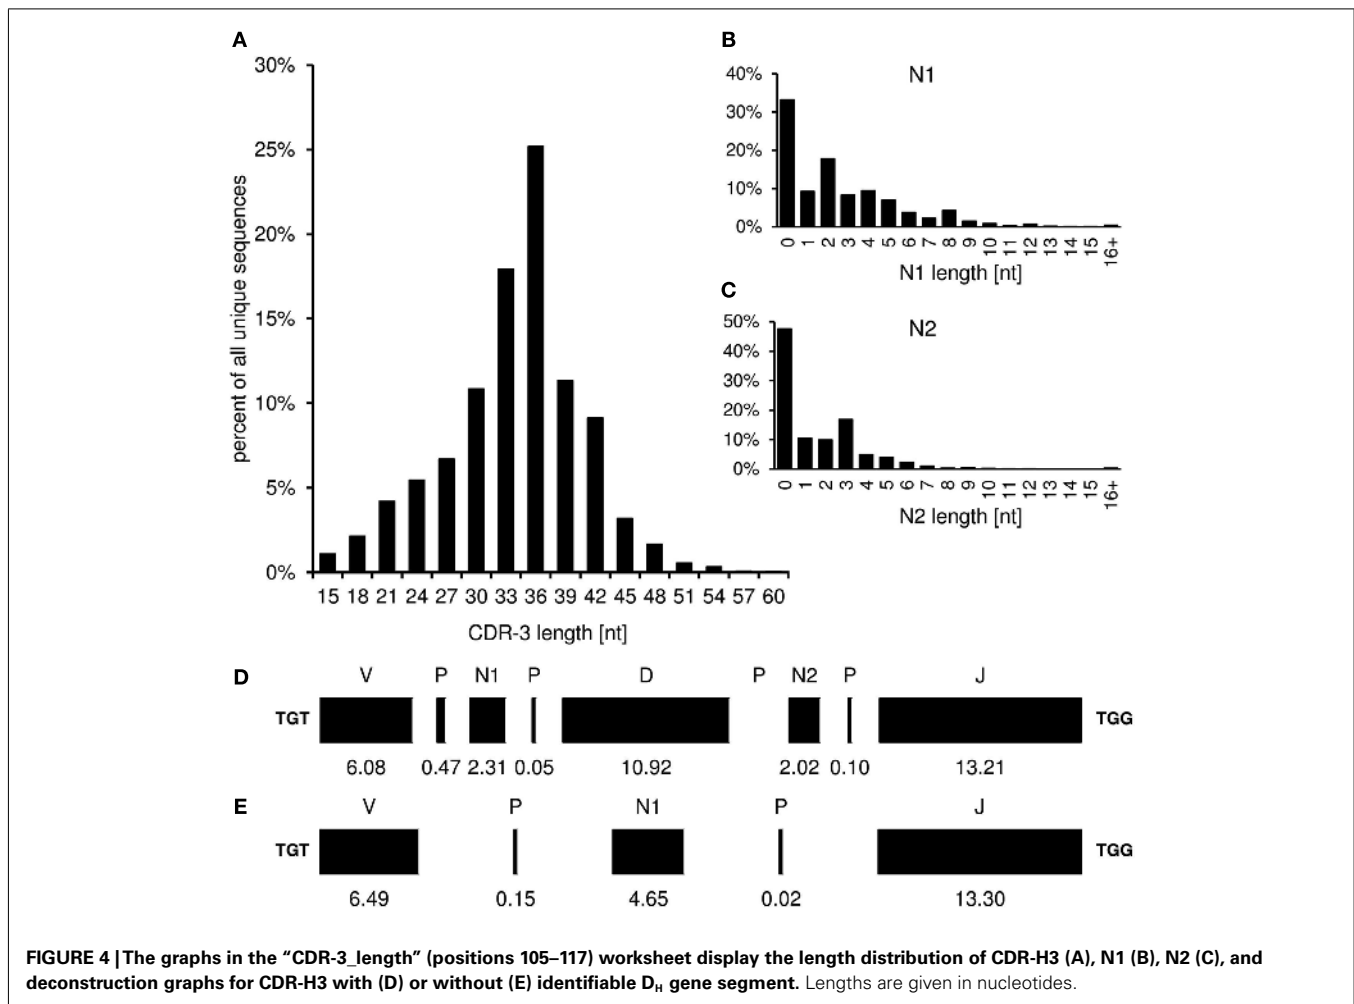 A
30%
25%
20%
15%
10%
5%
0%
percent of all unique sequences
15 18 21 24 27 30 33 36 39 42 45 48 51 54 57 60
CDR-3 length [nt]
B
N1
40%
30%
20%
10%
0%
0 1 2 3 4 5 6 7 8 9 10 11 12 13 14 15 16+
N1 length [nt]
C
N2
50%
40%
30%
20%
10%
0%
0 1 2 3 4 5 6 7 8 9 10 11 12 13 14 15 16+
N2 length [nt]
D
V P N1 P D P N2 P J
TGT TGG
6.08 0.47 2.31 0.05 10.92 2.02 0.10 13.21
E
V P N1 P J
TGT TGG
6.49 0.15 4.65 0.02 13.30
FIGURE 4 | The graphs in the “CDR-3_length” (positions 105–117) worksheet display the length distribution of CDR-H3 (A), N1 (B), N2 (C), and
deconstruction graphs for CDR-H3 with (D) or without (E) identifiable DH gene segment. Lengths are given in nucleotides.